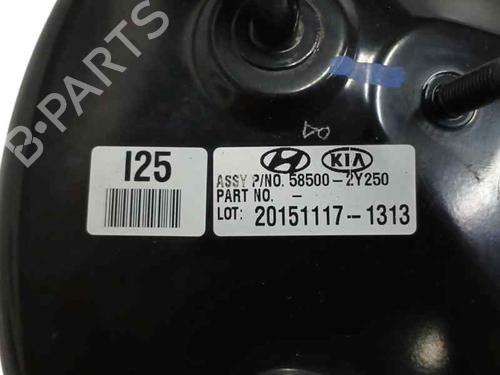 B-PARTS
I25
KIA
ASSY P/NO. 58500-2Y250
PART NO. -
LOT: 20151117-1313